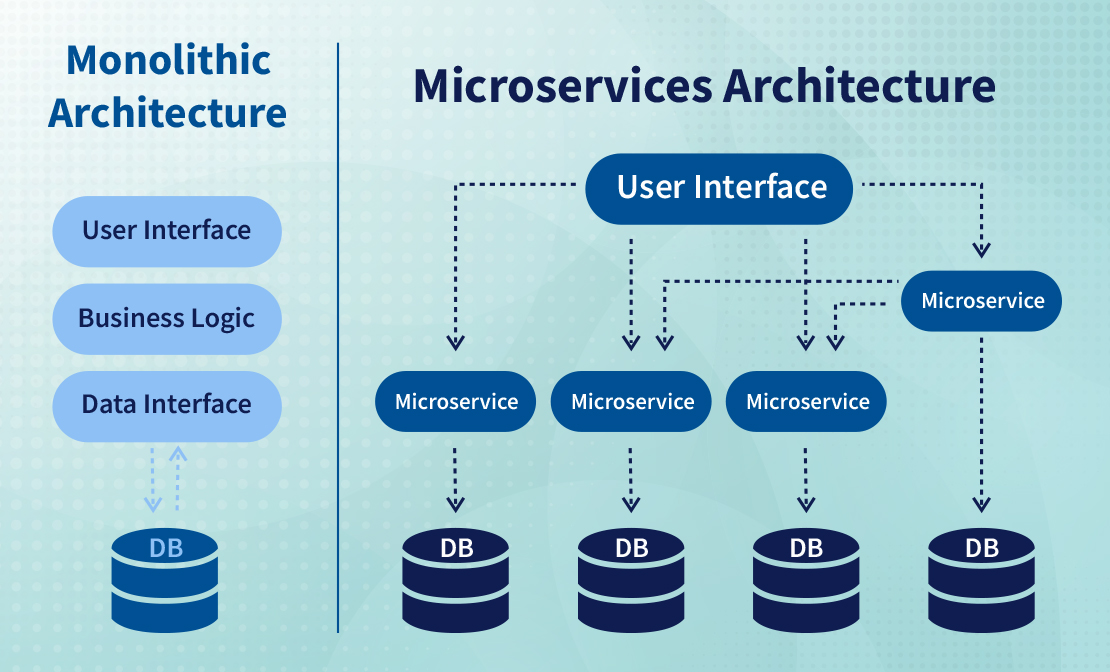 Monolithic
Architecture
User Interface
Business Logic
Data Interface
DB
Microservices Architecture
User Interface
Microservice
Microservice
Microservice
Microservice
DB
DB
DB
DB